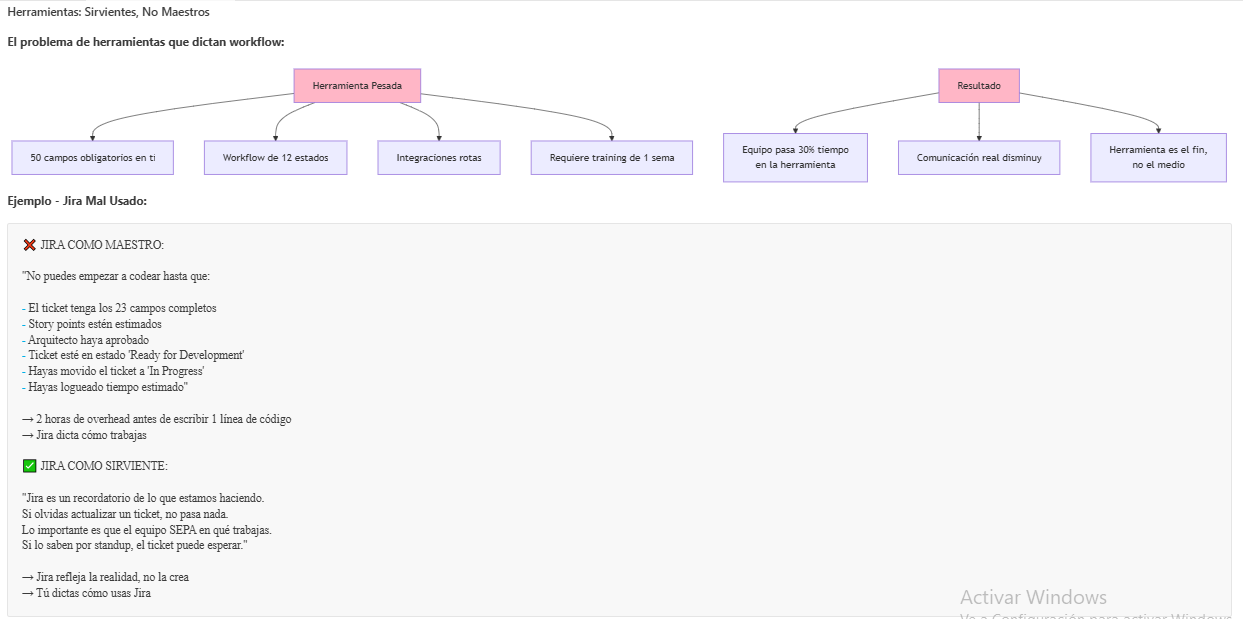 Herramientas: Sirvientes, No Maestros
El problema de herramientas que dictan workflow:
Herramienta Pesada
50 campos obligatorios en ti
Workflow de 12 estados
Integraciones rotas
Requiere training de 1 sema
Resultado
Equipo pasa 30% tiempo
en la herramienta
Comunicación real disminuy
Herramienta es el fin,
no el medio
Ejemplo - Jira Mal Usado:
❌ JIRA COMO MAESTRO:
"No puedes empezar a codear hasta que:
- El ticket tenga los 23 campos completos
- Story points estén estimados
- Arquitecto haya aprobado
- Ticket esté en estado 'Ready for Development'
- Hayas movido el ticket a 'In Progress'
- Hayas logueado tiempo estimado"
→ 2 horas de overhead antes de escribir 1 línea de código
→ Jira dicta cómo trabajas
✅ JIRA COMO SIRVIENTE:
"Jira es un recordatorio de lo que estamos haciendo.
Si olvidas actualizar un ticket, no pasa nada.
Lo importante es que el equipo SEPA en qué trabajas.
Si lo saben por standup, el ticket puede esperar."
→ Jira refleja la realidad, no la crea
→ Tú dictas cómo usas Jira
Activar Windows
Ve a Configuración para activar Windows